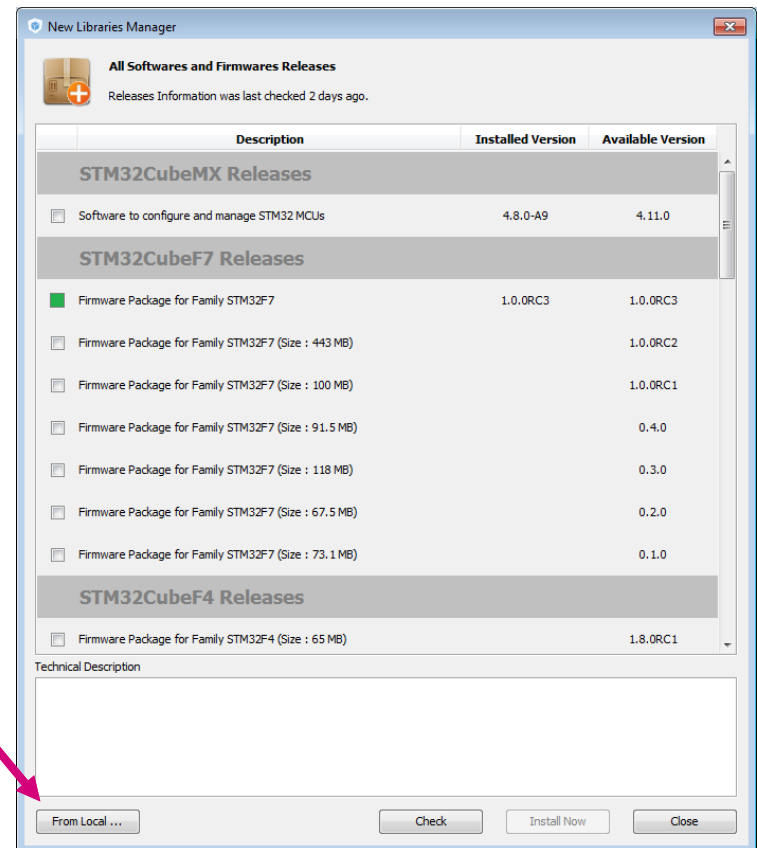 New Libraries Manager
All Softwares and Firmwares Releases
Releases Information was last checked 2 days ago.
Description Installed Version Available Version
STM32CubeMX Releases
Software to configure and manage STM32 MCUs 4.8.0-A9 4.11.0
STM32CubeF7 Releases
Firmware Package for Family STM32F7 1.0.0RC3 1.0.0RC3
Firmware Package for Family STM32F7 (Size : 443 MB) 1.0.0RC2
Firmware Package for Family STM32F7 (Size : 100 MB) 1.0.0RC1
Firmware Package for Family STM32F7 (Size : 91.5 MB) 0.4.0
Firmware Package for Family STM32F7 (Size : 118 MB) 0.3.0
Firmware Package for Family STM32F7 (Size : 67.5 MB) 0.2.0
Firmware Package for Family STM32F7 (Size : 73.1 MB) 0.1.0
STM32CubeF4 Releases
Firmware Package for Family STM32F4 (Size : 65 MB) 1.8.0RC1
Technical Description
From Local ... Check Install Now Close